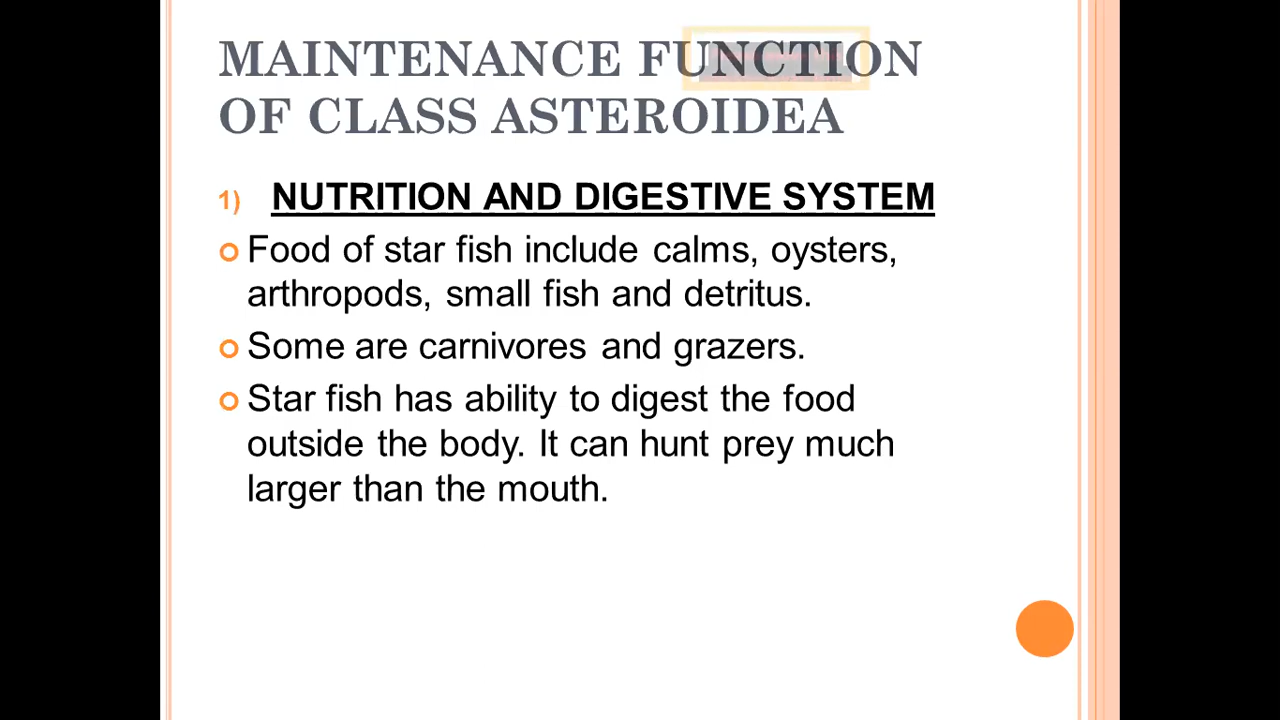 MAINTENANCE FUNCTION
OF CLASS ASTEROIDEA
1) NUTRITION AND DIGESTIVE SYSTEM
Food of star fish include calms, oysters,
arthropods, small fish and detritus.
Some are carnivores and grazers.
Star fish has ability to digest the food
outside the body. It can hunt prey much
larger than the mouth.